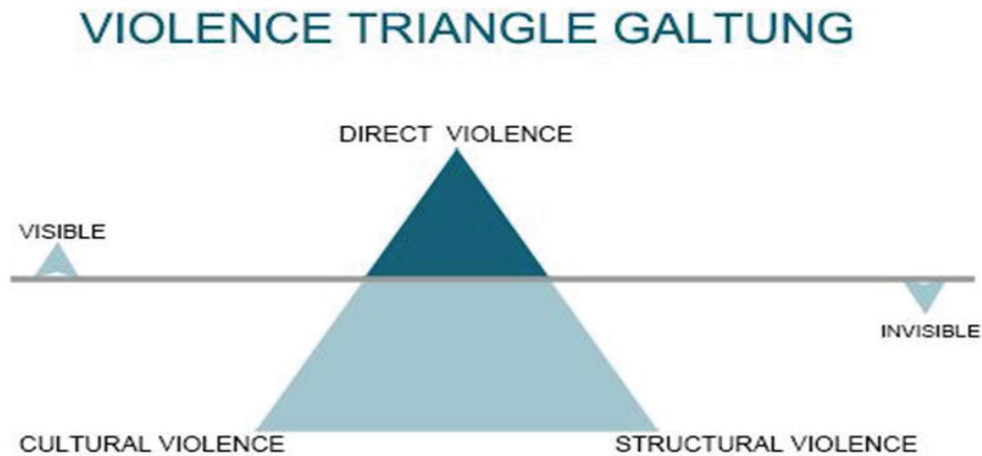 VIOLENCE TRIANGLE GALTUNG
DIRECT VIOLENCE
VISIBLE
INVISIBLE
CULTURAL VIOLENCE
STRUCTURAL VIOLENCE